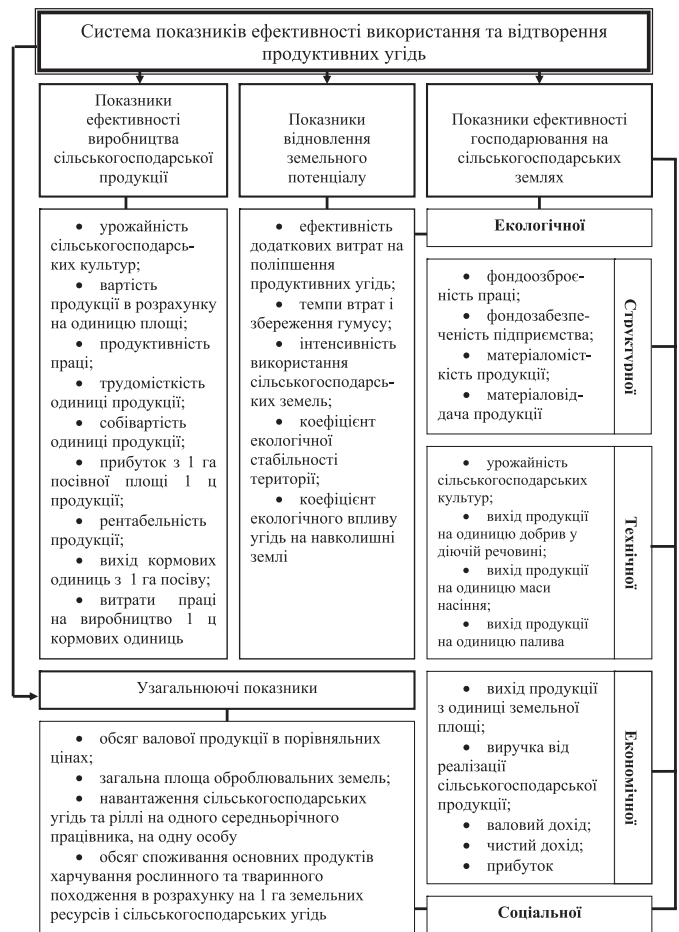 Система показників ефективності використання та відтворення
продуктивних угідь
Показники
ефективності
виробництва
сільськогосподарської
продукції
Показники
відновлення
земельного
потенціалу
Показники ефективності
господарювання на
сільськогосподарських
землях
• урожайність
сільськогосподарсь-
ких культур;
• вартість
продукції в розрахунку
на одиницю площі;
• продуктивність
праці;
• трудомісткість
одиниці продукції;
• собівартість
одиниці продукції;
• прибуток з 1 га
посівної площі 1 ц
продукції;
• рентабельність
продукції;
• вихід кормових
одиниць з 1 га посіву;
• витрати праці
на виробництво 1 ц
кормових одиниць
• ефективність
додаткових витрат на
поліпшення
продуктивних угідь;
• темпи втрат і
збереження гумусу;
• інтенсивність
використання
сільськогосподарсь-
ких земель;
• коефіцієнт
екологічної
стабільності
території;
• коефіцієнт
екологічного впливу
угідь на навколишні
землі
Екологічної
• фондоозброє-
ність праці;
• фондозабезпе-
ченість підприємства;
• матеріаломіст-
кість продукції;
• матеріаловід-
дача продукції
Структурної
• урожайність
сільськогосподарських
культур;
• вихід продукції
на одиницю добрив у
діючій речовині;
• вихід продукції
на одиницю маси
насіння;
• вихід продукції
на одиницю палива
Технічної
• вихід продукції
з одиниці земельної
площі;
• виручка від
реалізації
сільськогосподарської
продукції;
• валовий дохід;
• чистий дохід;
• прибуток
Економічної
Соціальної
Узагальнюючі показники
• обсяг валової продукції в порівняльних
цінах;
• загальна площа оброблювальних земель;
• навантаження сільськогосподарських
угідь та ріллі на одного середньорічного
працівника, на одну особу
• обсяг споживання основних продуктів
харчування рослинного та тваринного
походження в розрахунку на 1 га земельних
ресурсів і сільськогосподарських угідь